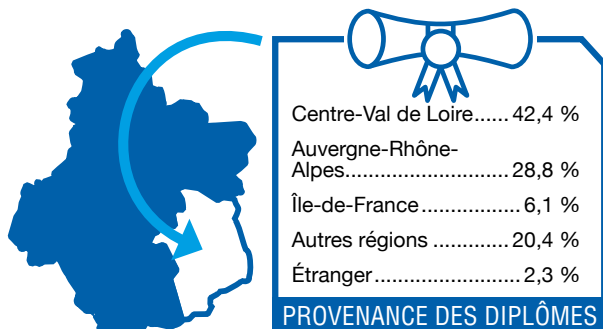 Centre-Val de Loire...... 42,4 %
Auvergne-Rhône-
Alpes............................ 28,8 %
Île-de-France .............. 6,1 %
Autres régions ............. 20,4 %
Étranger........................ 2,3 %
PROVENANCE DES DIPLÔMES